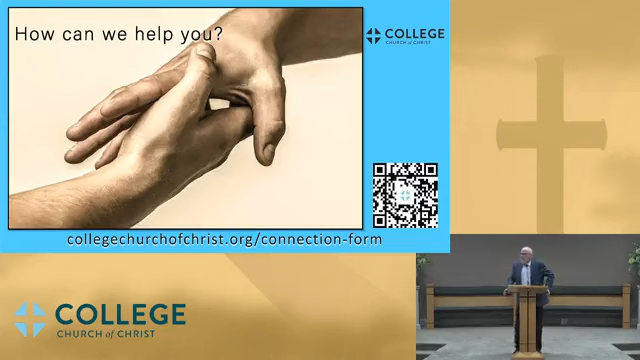 How can we help you?
COLLEGE
CHURCH of CHRIST
collegechurchofchrist.org/connection-form
COLLEGE
CHURCH of CHRIST